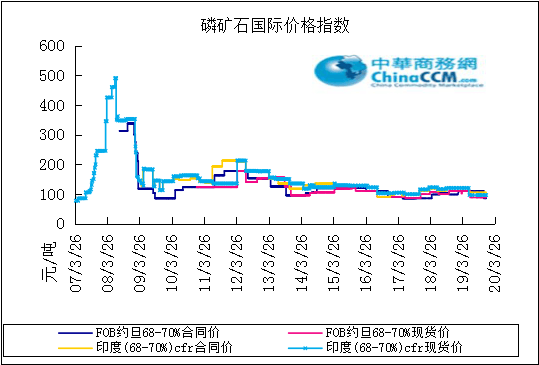 磷矿石国际价格指数
中華商務網
ChinaCCM.com
China Commodity Marketplace
600
500
400
300
200
100
0
元/吨
07/3/26
08/3/26
09/3/26
10/3/26
11/3/26
12/3/26
13/3/26
14/3/26
15/3/26
16/3/26
17/3/26
18/3/26
19/3/26
20/3/26
FOB约旦68-70%合同价
FOB约旦68-70%现货价
印度(68-70%)cfr合同价
印度(68-70%)cfr现货价